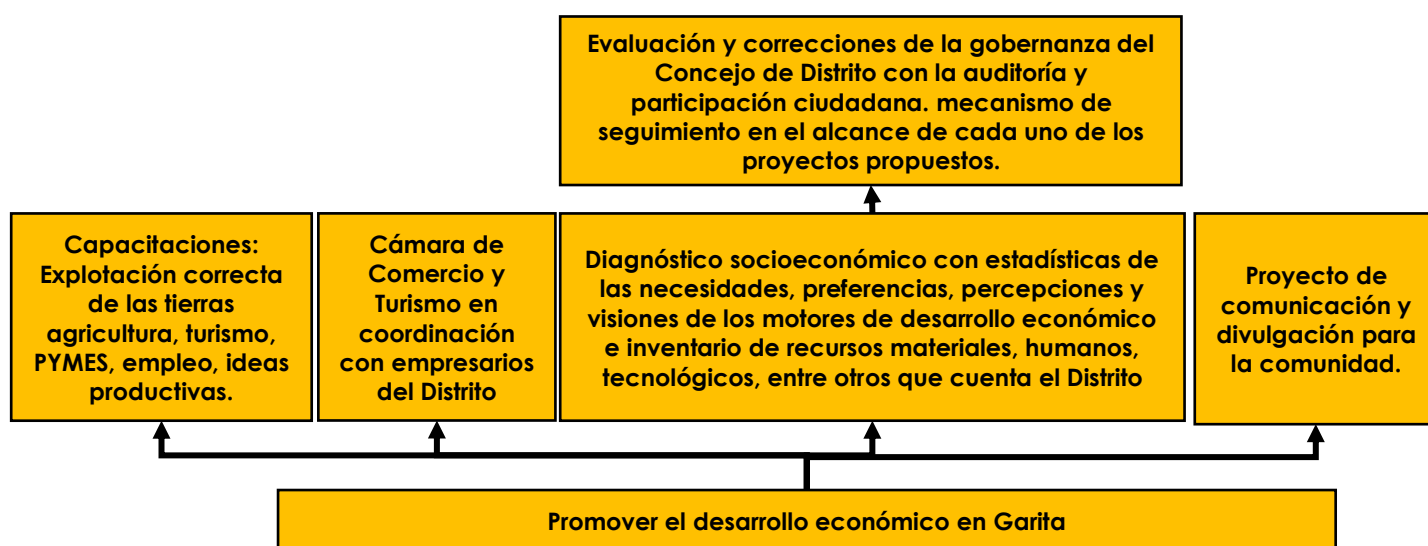 Evaluación y correcciones de la gobernanza del
Concejo de Distrito con la auditoría y
participación ciudadana. mecanismo de
seguimiento en el alcance de cada uno de los
proyectos propuestos.
Capacitaciones:
Explotación correcta
de las tierras
agricultura, turismo,
PYMES, empleo, ideas
productivas.
Cámara de
Comercio y
Turismo en
coordinación
con empresarios
del Distrito
Diagnóstico socioeconómico con estadísticas de
las necesidades, preferencias, percepciones y
visiones de los motores de desarrollo económico
e inventario de recursos materiales, humanos,
tecnológicos, entre otros que cuenta el Distrito
Proyecto de
comunicación y
divulgación para
la comunidad.
Promover el desarrollo económico en Garita